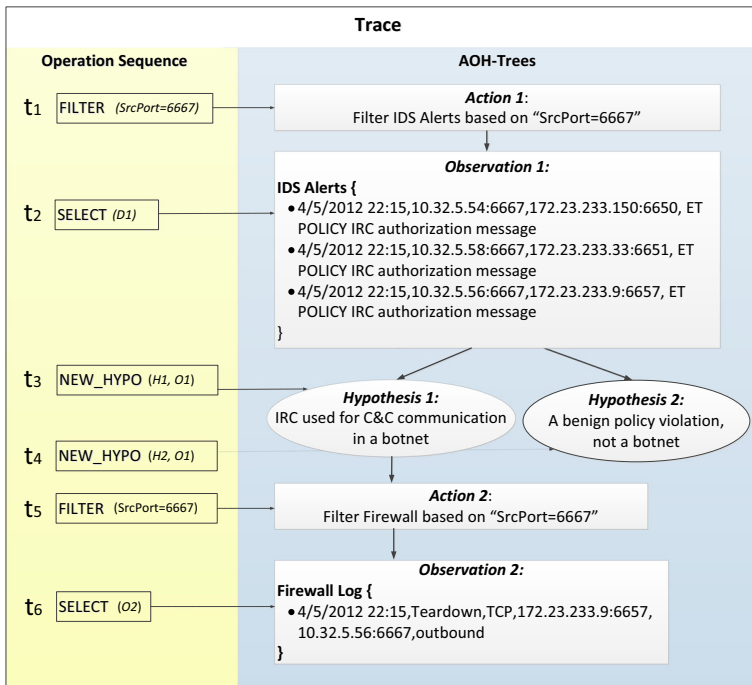 Trace
Operation Sequence
AOH-Trees
t1 FILTER (SrcPort=6667)
Action 1:
Filter IDS Alerts based on “SrcPort=6667”
t2 SELECT (D1)
Observation 1:
IDS Alerts {
• 4/5/2012 22:15,10.32.5.54:6667,172.23.233.150:6650, ET
POLICY IRC authorization message
• 4/5/2012 22:15,10.32.5.58:6667,172.23.233.33:6651, ET
POLICY IRC authorization message
• 4/5/2012 22:15,10.32.5.56:6667,172.23.233.9:6657, ET
POLICY IRC authorization message
}
t3 NEW_HYPO (H1, O1)
Hypothesis 1:
IRC used for C&C communication
in a botnet
Hypothesis 2:
A benign policy violation,
not a botnet
t4 NEW_HYPO (H2, O1)
t5 FILTER (SrcPort=6667)
Action 2:
Filter Firewall based on “SrcPort=6667”
t6 SELECT (O2)
Observation 2:
Firewall Log {
• 4/5/2012 22:15,Teardown,TCP,172.23.233.9:6657,
10.32.5.56:6667,outbound
}